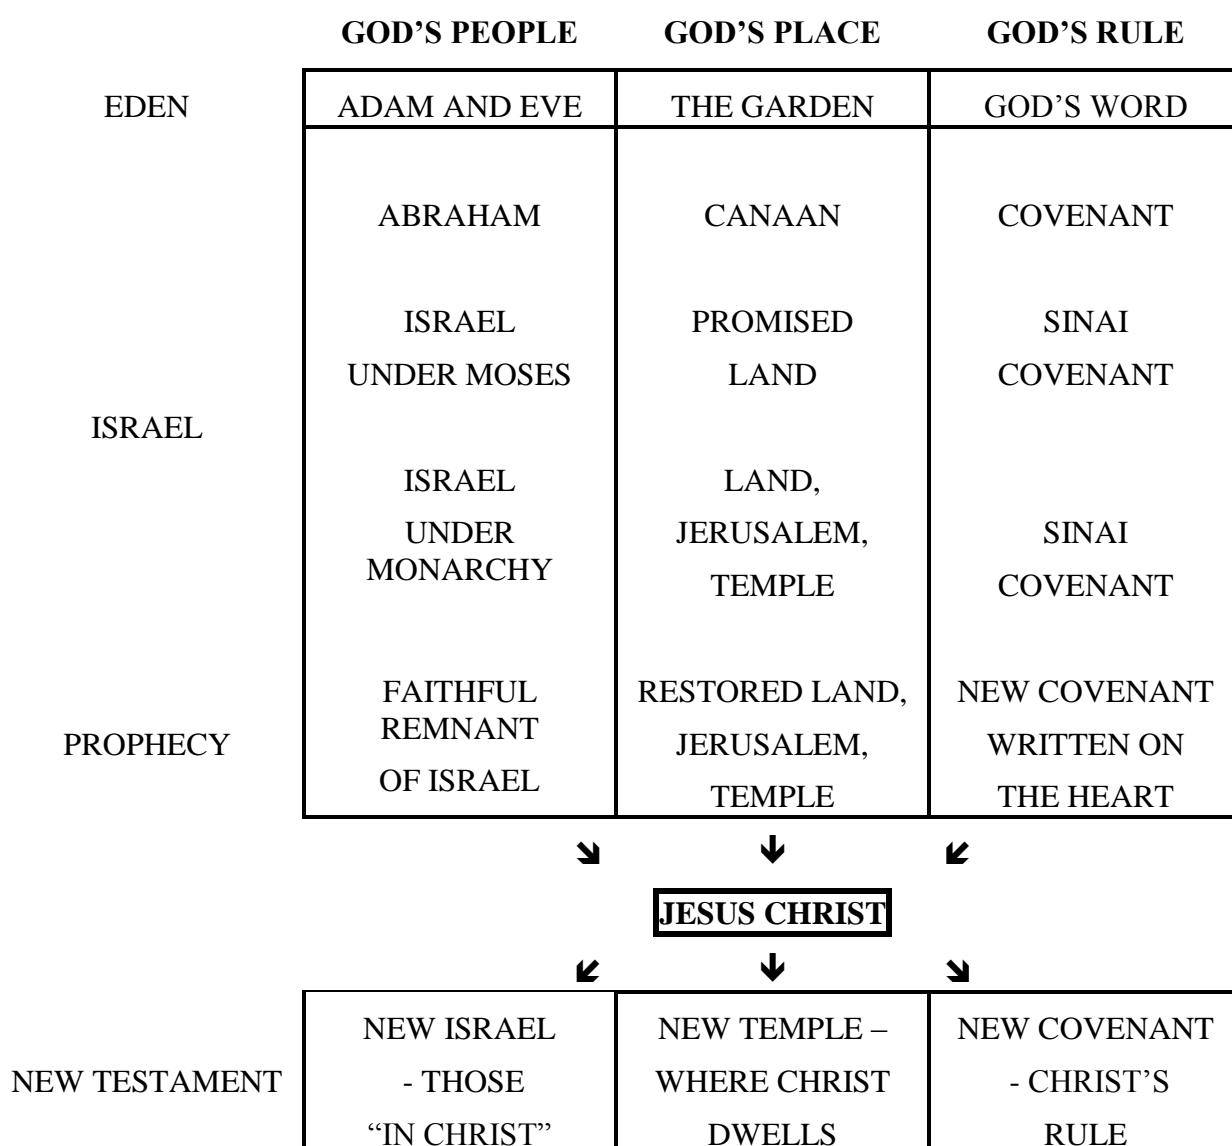 GOD'S PEOPLE GOD'S PLACE GOD'S RULE
EDEN ADAM AND EVE THE GARDEN GOD'S WORD
ABRAHAM CANAAN COVENANT
ISRAEL PROMISED SINAI
UNDER MOSES LAND COVENANT
ISRAEL
ISRAEL LAND,
UNDER JERUSALEM, SINAI
MONARCHY
TEMPLE COVENANT
FAITHFUL RESTORED LAND, NEW COVENANT
REMNANT
PROPHECY JERUSALEM, WRITTEN ON
OF ISRAEL TEMPLE THE HEART
JESUS CHRIST
NEW ISRAEL NEW TEMPLE – NEW COVENANT
NEW TESTAMENT - THOSE WHERE CHRIST - CHRIST'S
“IN CHRIST” DWELLS RULE